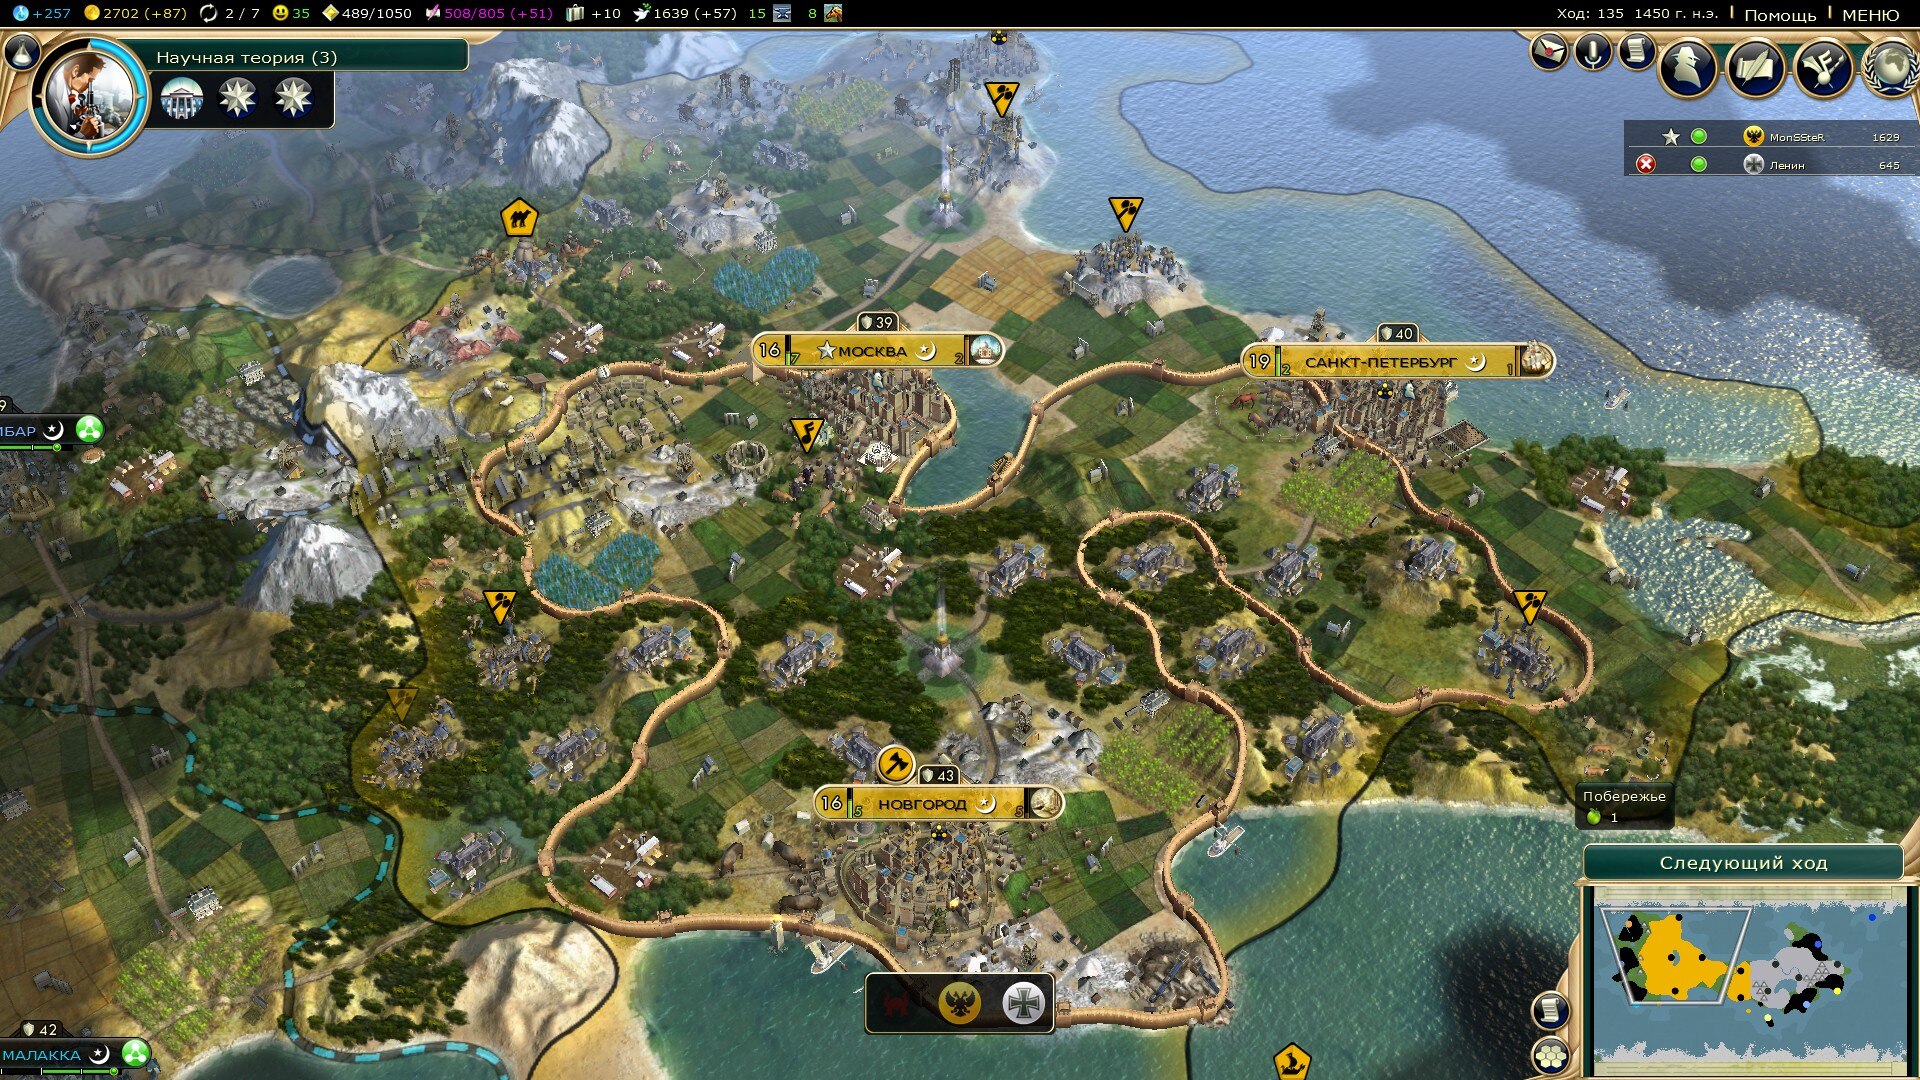 +257 2702 (+87) 2 / 7 35 489/1050 508/805 (+51) +10 1639 (+57) 15 8 Ход: 135 1450 г. н.э. Помощь МЕНЮ
Научная теория (3)
MonSSteR 1629
Ленин 645
39
16 7 МОСКВА 2
40
19 2 САНКТ-ПЕТЕРБУРГ 1
9
ИБАР
43
16 5 НОВГОРОД 5
Побережье
1
Следующий ход
42
МАЛАККА